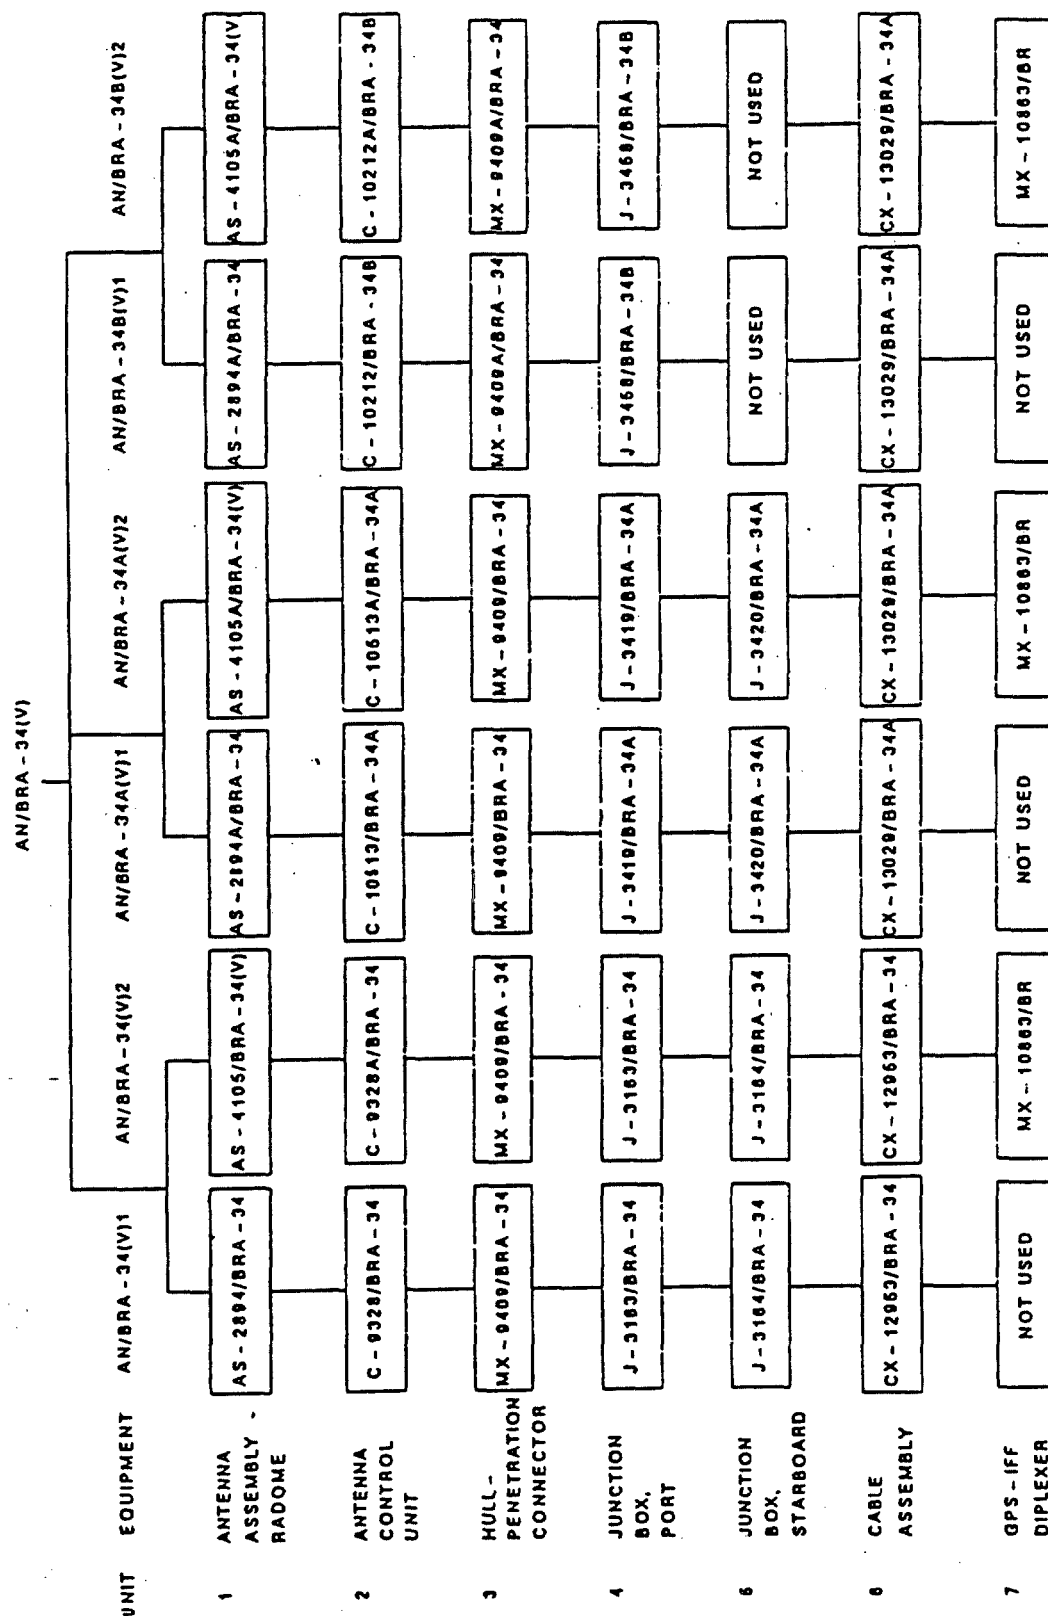 AN/BRA-34(V)
UNIT EQUIPMENT AN/BRA-34(V)1 AN/BRA-34(V)2 AN/BRA-34A(V)1 AN/BRA-34A(V)2 AN/BRA-34B(V)1 AN/BRA-34B(V)2
1 ANTENNA ASSEMBLY - RADOME AS-2894/BRA-34 AS-4105/BRA-34(V) AS-2894A/BRA-34 AS-4105A/BRA-34(V) AS-2894A/BRA-34 AS-4105A/BRA-34(V)
2 ANTENNA CONTROL UNIT C-9328/BRA-34 C-9328A/BRA-34 C-10613/BRA-34A C-10613A/BRA-34A C-10212/BRA-34B C-10212A/BRA-34B
3 HULL-PENETRATION CONNECTOR MX-9409/BRA-34 MX-9409/BRA-34 MX-9409/BRA-34 MX-9409/BRA-34 MX-9409A/BRA-34 MX-9409A/BRA-34
4 JUNCTION BOX, PORT J-3163/BRA-34 J-3163/BRA-34 J-3419/BRA-34A J-3419/BRA-34A J-3468/BRA-34B J-3468/BRA-34B
5 JUNCTION BOX, STARBOARD J-3164/BRA-34 J-3164/BRA-34 J-3420/BRA-34A J-3420/BRA-34A NOT USED NOT USED
6 CABLE ASSEMBLY CX-12963/BRA-34 CX-12963/BRA-34 CX-13029/BRA-34A CX-13029/BRA-34A CX-13029/BRA-34A CX-13029/BRA-34A
7 GPS-IFF DIPLEXER NOT USED MX-10863/BR NOT USED MX-10863/BR NOT USED MX-10863/BR